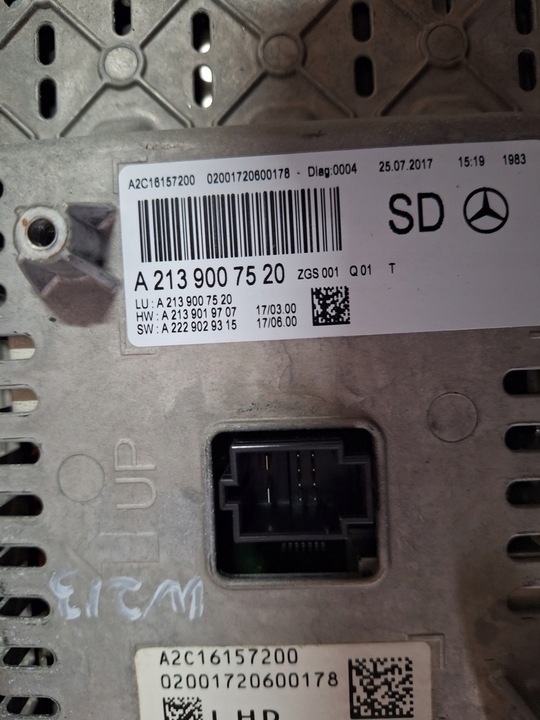 A2C16157200 02001720600178 - Diag:0004 25.07.2017 15:19 1983
SD
A 213 900 75 20 ZGS 001 Q 01 T
LU : A 213 900 75 20
HW : A 213 901 97 07 17/03.00
SW : A 222 902 93 15 17/06.00
UP
W213
A2C16157200
02001720600178
LHD